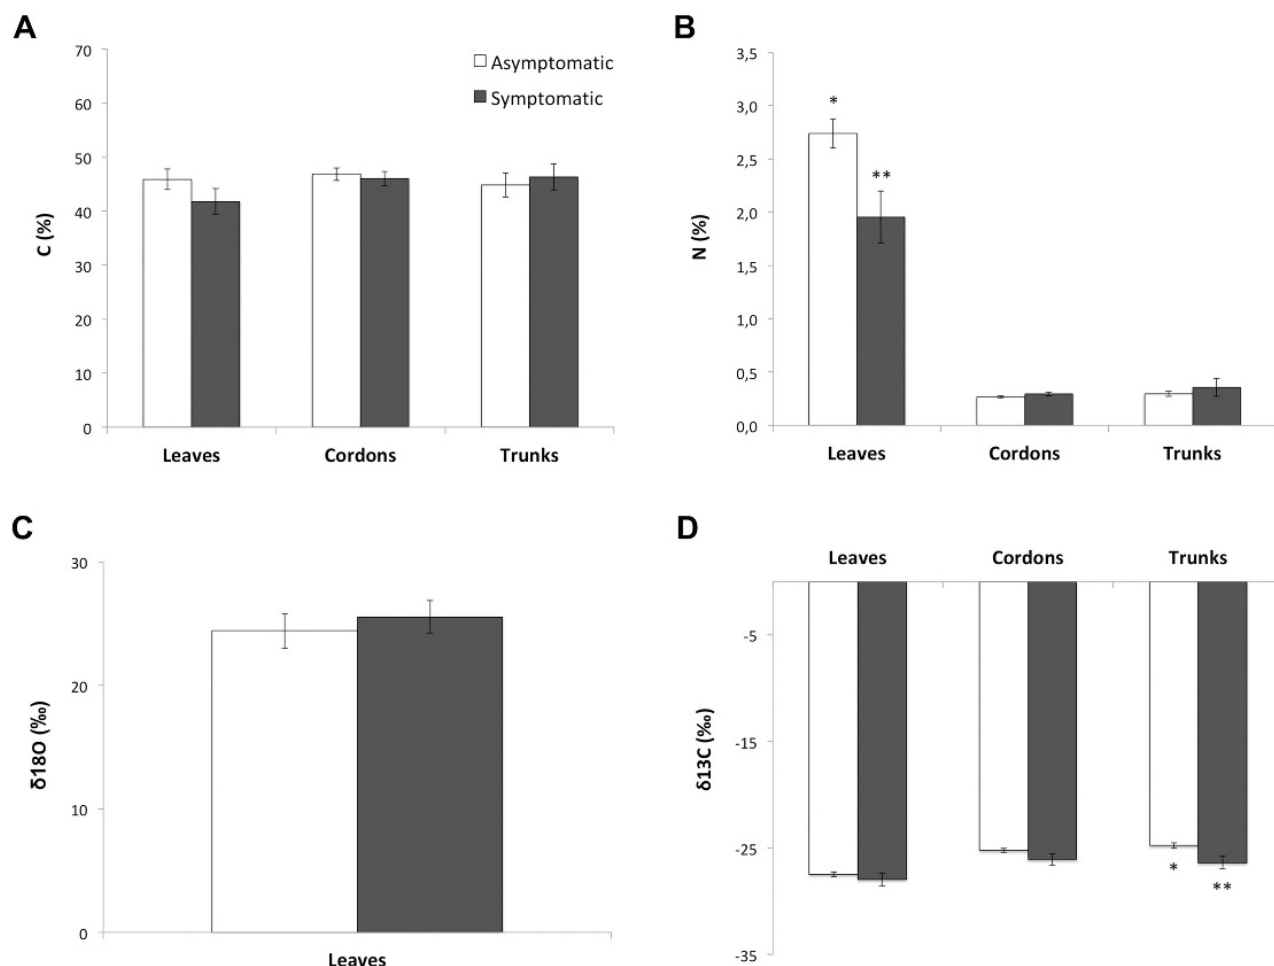 A
70
60
50
40
30
20
10
0
C (%)
Asymptomatic
Symptomatic
Leaves Cordons Trunks
B
3,5
3,0
2,5
2,0
1,5
1,0
0,5
0,0
N (%)
*
**
Leaves Cordons Trunks
C
30
20
10
0
δ18O (‰)
Leaves
D
Leaves Cordons Trunks
-5
-15
-25
-35
δ13C (‰)
*
**